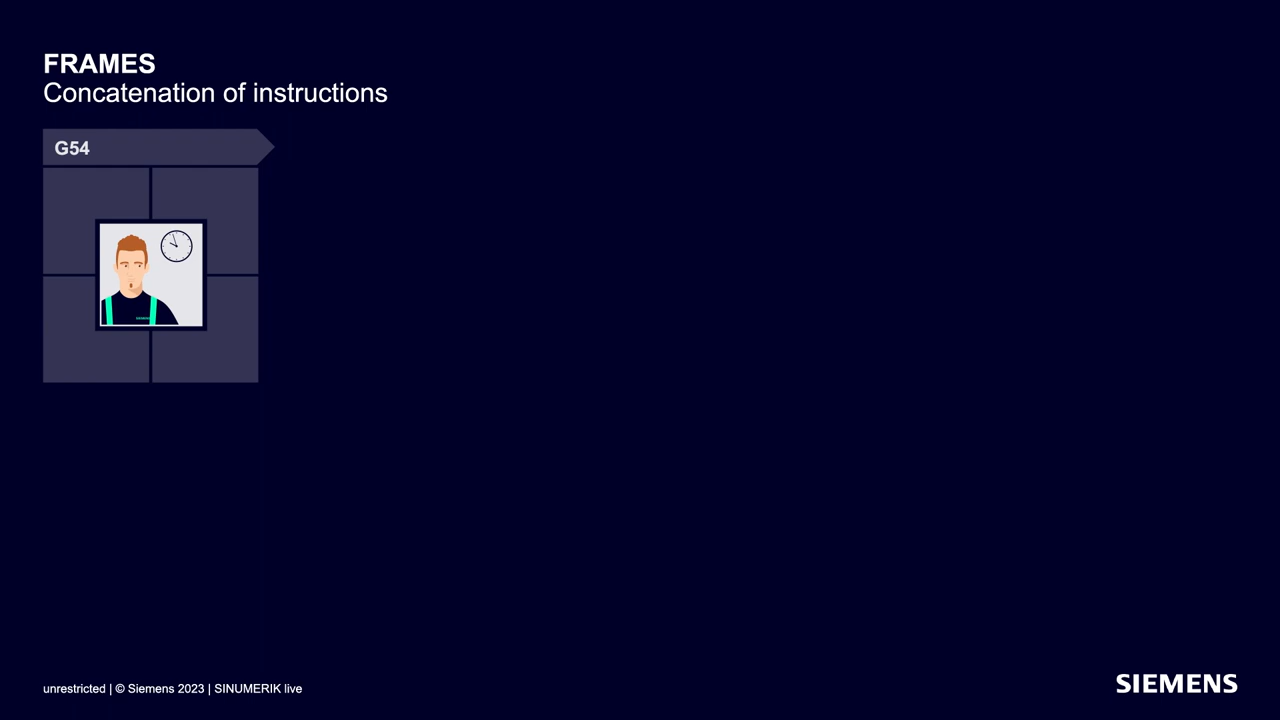 FRAMES
Concatenation of instructions
G54
unrestricted | © Siemens 2023 | SINUMERIK live
SIEMENS